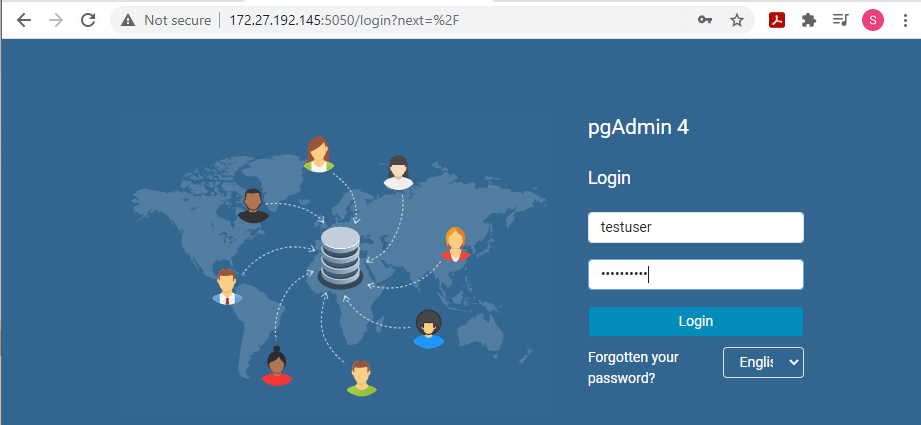 Not secure | 172.27.192.145:5050/login?next=%2F
S
pgAdmin 4
Login
testuser
••••••••••
Login
Forgotten your
password?
Englis